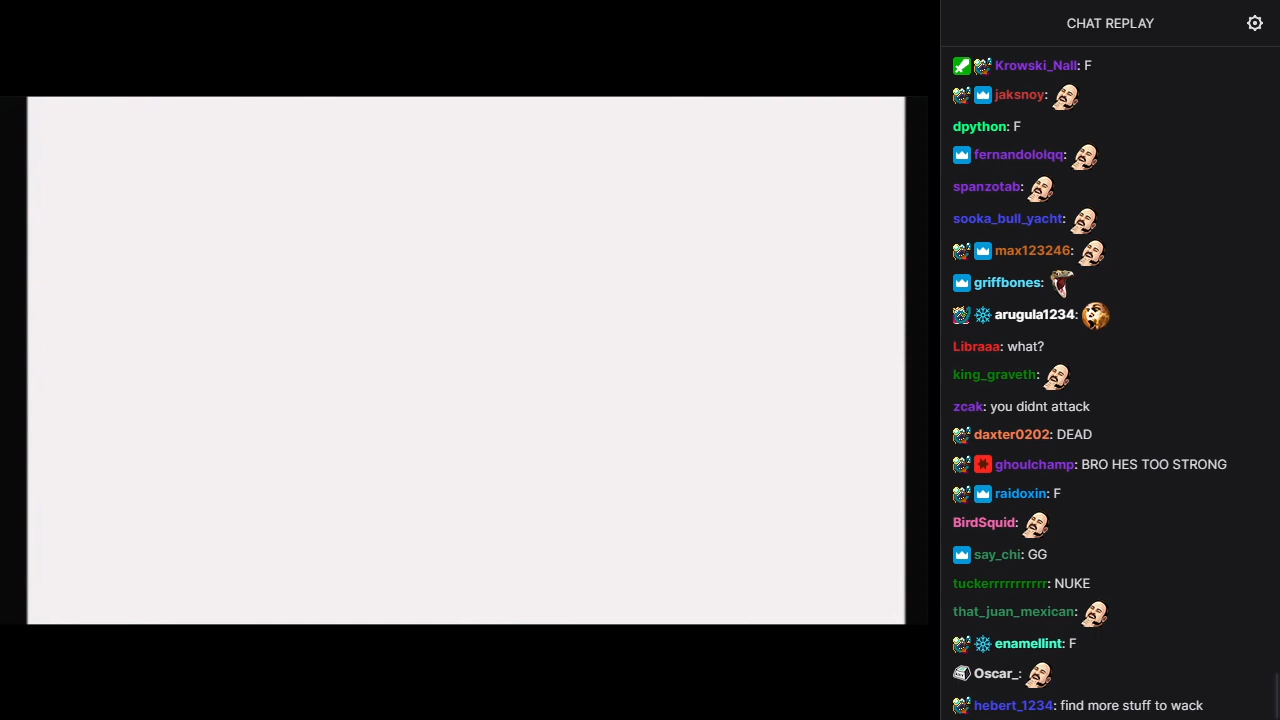 CHAT REPLAY
Krowski_Nall: F
jaksnoy:
dpython: F
fernandololqq:
spanzotab:
sooka_bull_yacht:
max123246:
griffbones:
arugula1234:
Libraaa: what?
king_graveth:
zcak: you didnt attack
daxter0202: DEAD
ghoulchamp: BRO HES TOO STRONG
raidoxin: F
BirdSquid:
say_chi: GG
tuckerrrrrrrrrrr: NUKE
that_juan_mexican:
enamellint: F
Oscar_:
hebert_1234: find more stuff to wack